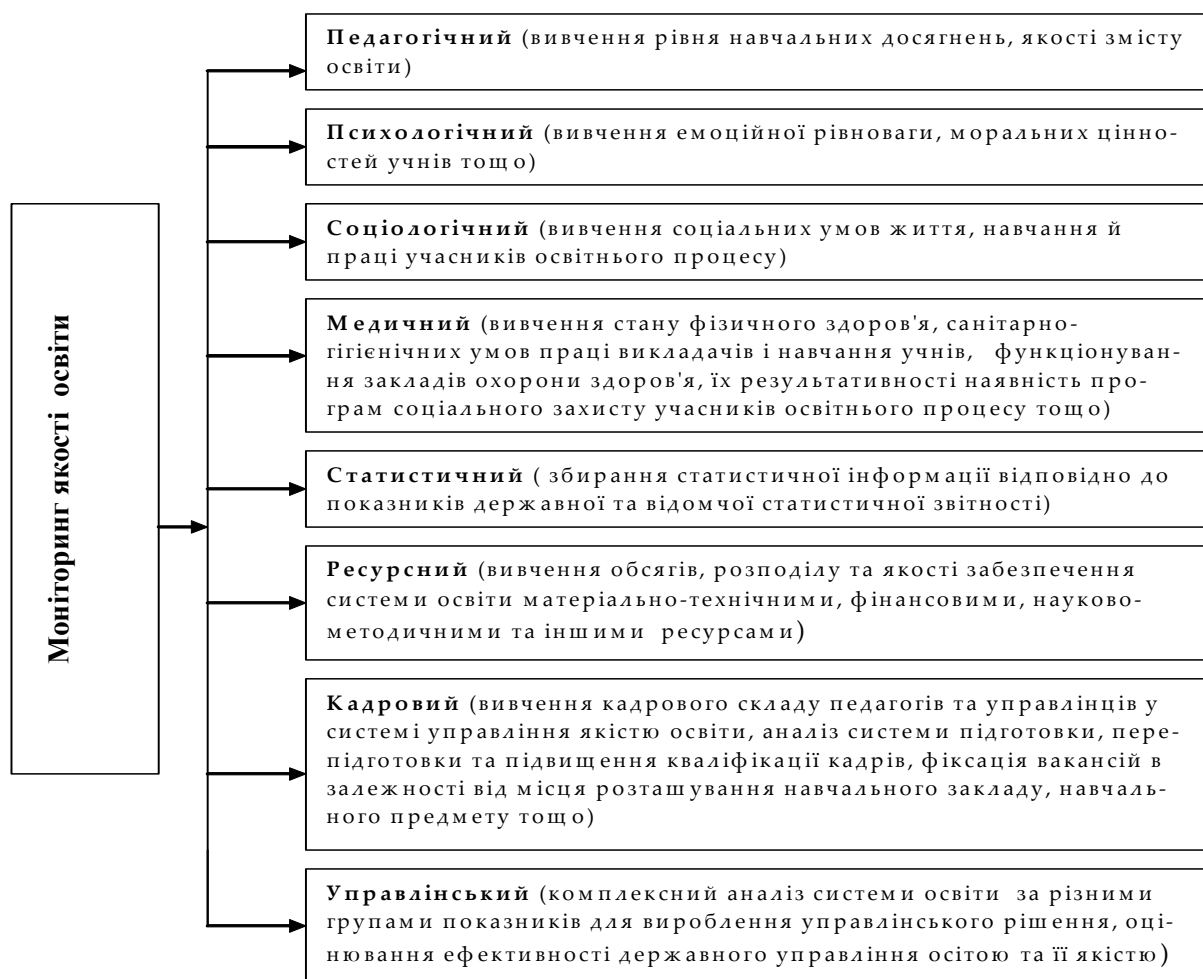 Моніторинг якості освіти
Педагогічний (вивчення рівня навчальних досягнень, якості змісту
освіти)
Психологічний (вивчення емоційної рівноваги, моральних цінно-
стей учнів тощо)
Соціологічний (вивчення соціальних умов життя, навчання й
праці учасників освітнього процесу)
Медичний (вивчення стану фізичного здоров'я, санітарно-
гігієнічних умов праці викладачів і навчання учнів, функціонуван-
ня закладів охорони здоров'я, їх результативності наявність про-
грам соціального захисту учасників освітнього процесу тощо)
Статистичний ( збирання статистичної інформації відповідно до
показників державної та відомчої статистичної звітності)
Ресурсний (вивчення обсягів, розподілу та якості забезпечення
системи освіти матеріально-технічними, фінансовими, науково-
методичними та іншими ресурсами)
Кадровий (вивчення кадрового складу педагогів та управлінців у
системі управління якістю освіти, аналіз системи підготовки, пере-
підготовки та підвищення кваліфікації кадрів, фіксація вакансій в
залежності від місця розташування навчального закладу, навчаль-
ного предмету тощо)
Управлінський (комплексний аналіз системи освіти за різними
групами показників для вироблення управлінського рішення, оці-
нювання ефективності державного управління осітою та її якістю)